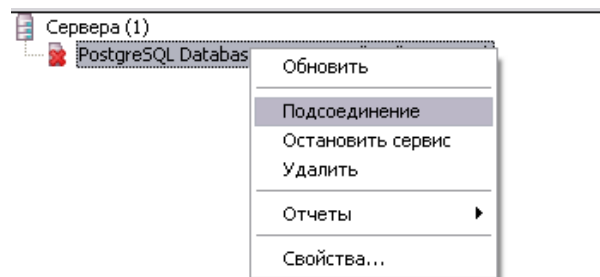 Сервера (1)
PostgreSQL Databas
Обновить
Подсоединение
Остановить сервис
Удалить
Отчеты
Свойства...